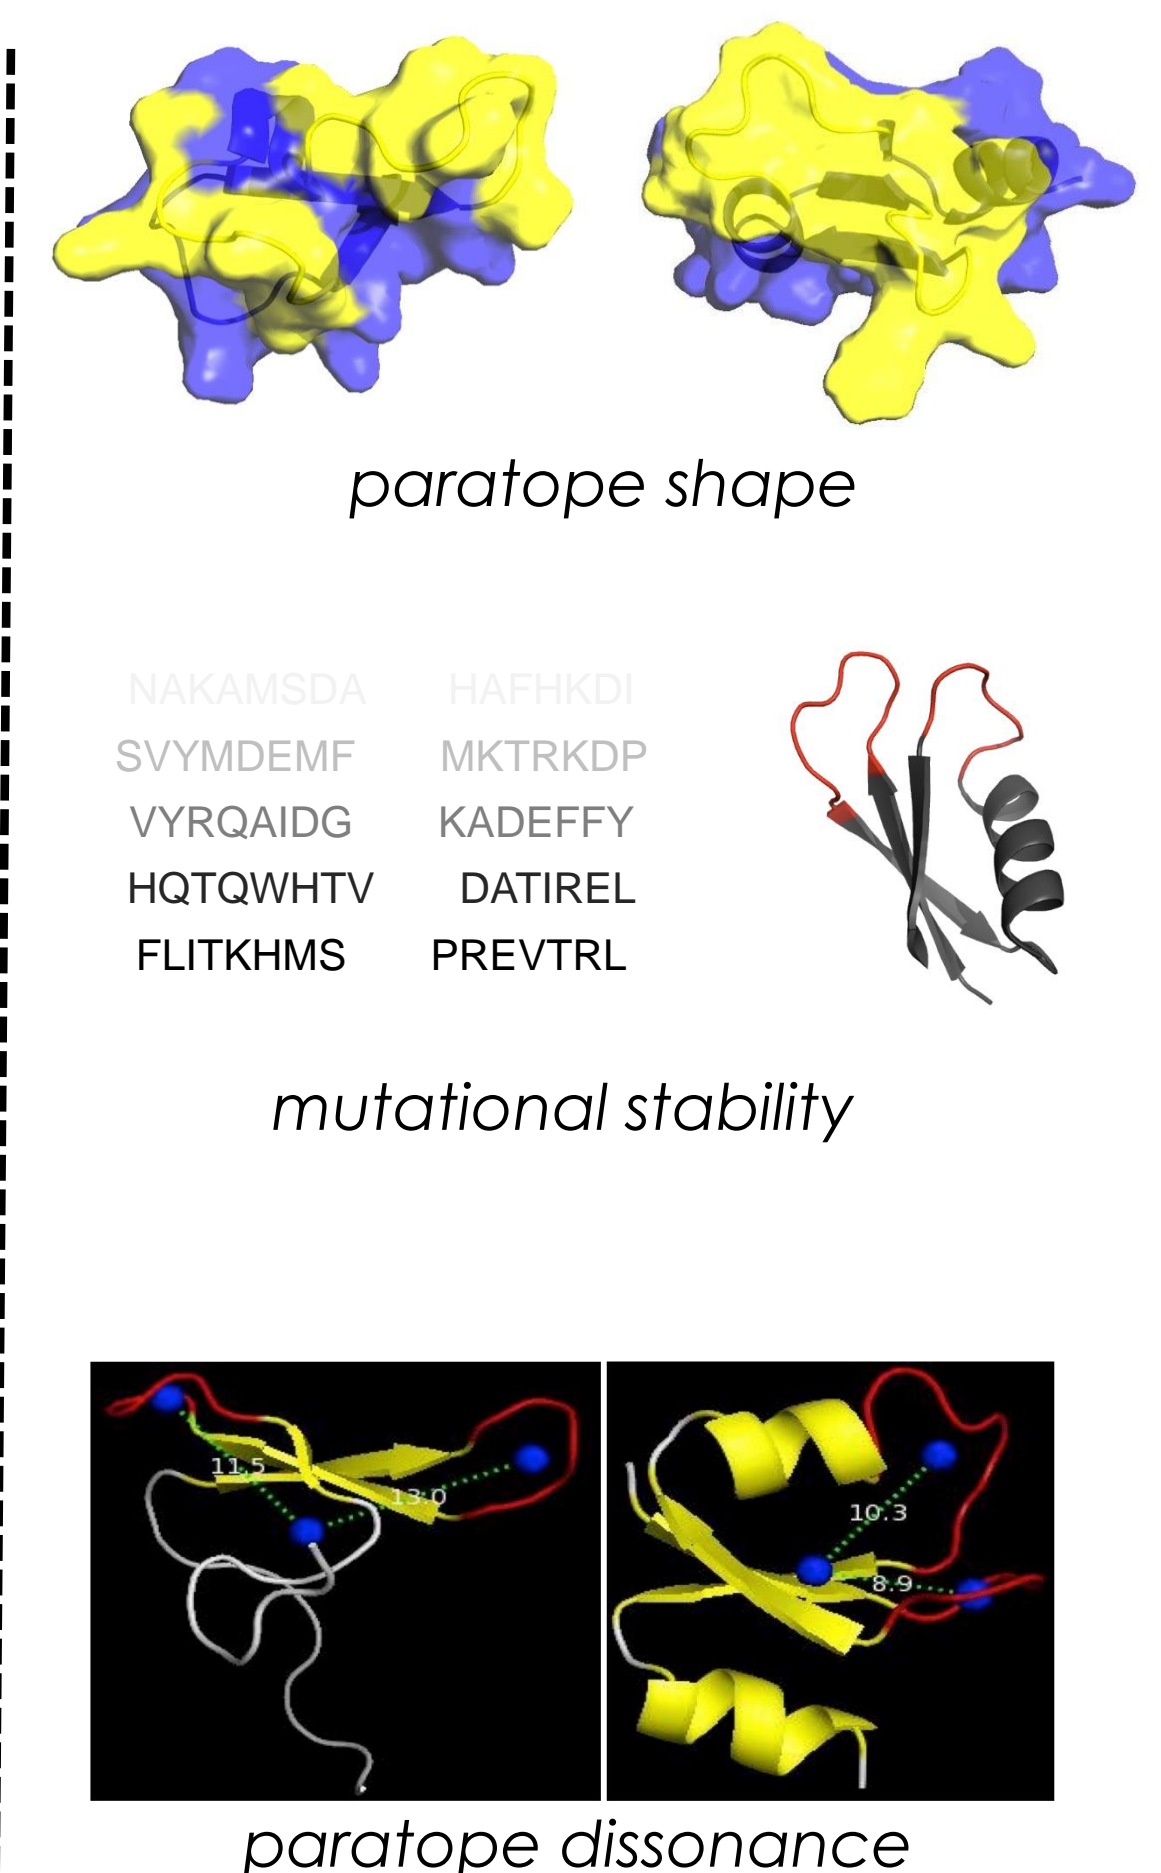 paratope shape
NAKAMSDA HAFHKDI
SVYMDEMF MKTRKDP
VYRQAIDG KADEFFY
HQTQWHTV DATIREL
FLITKHMS PREVTRL
mutational stability
11.5
13.0
10.3
8.9
paratope dissonance